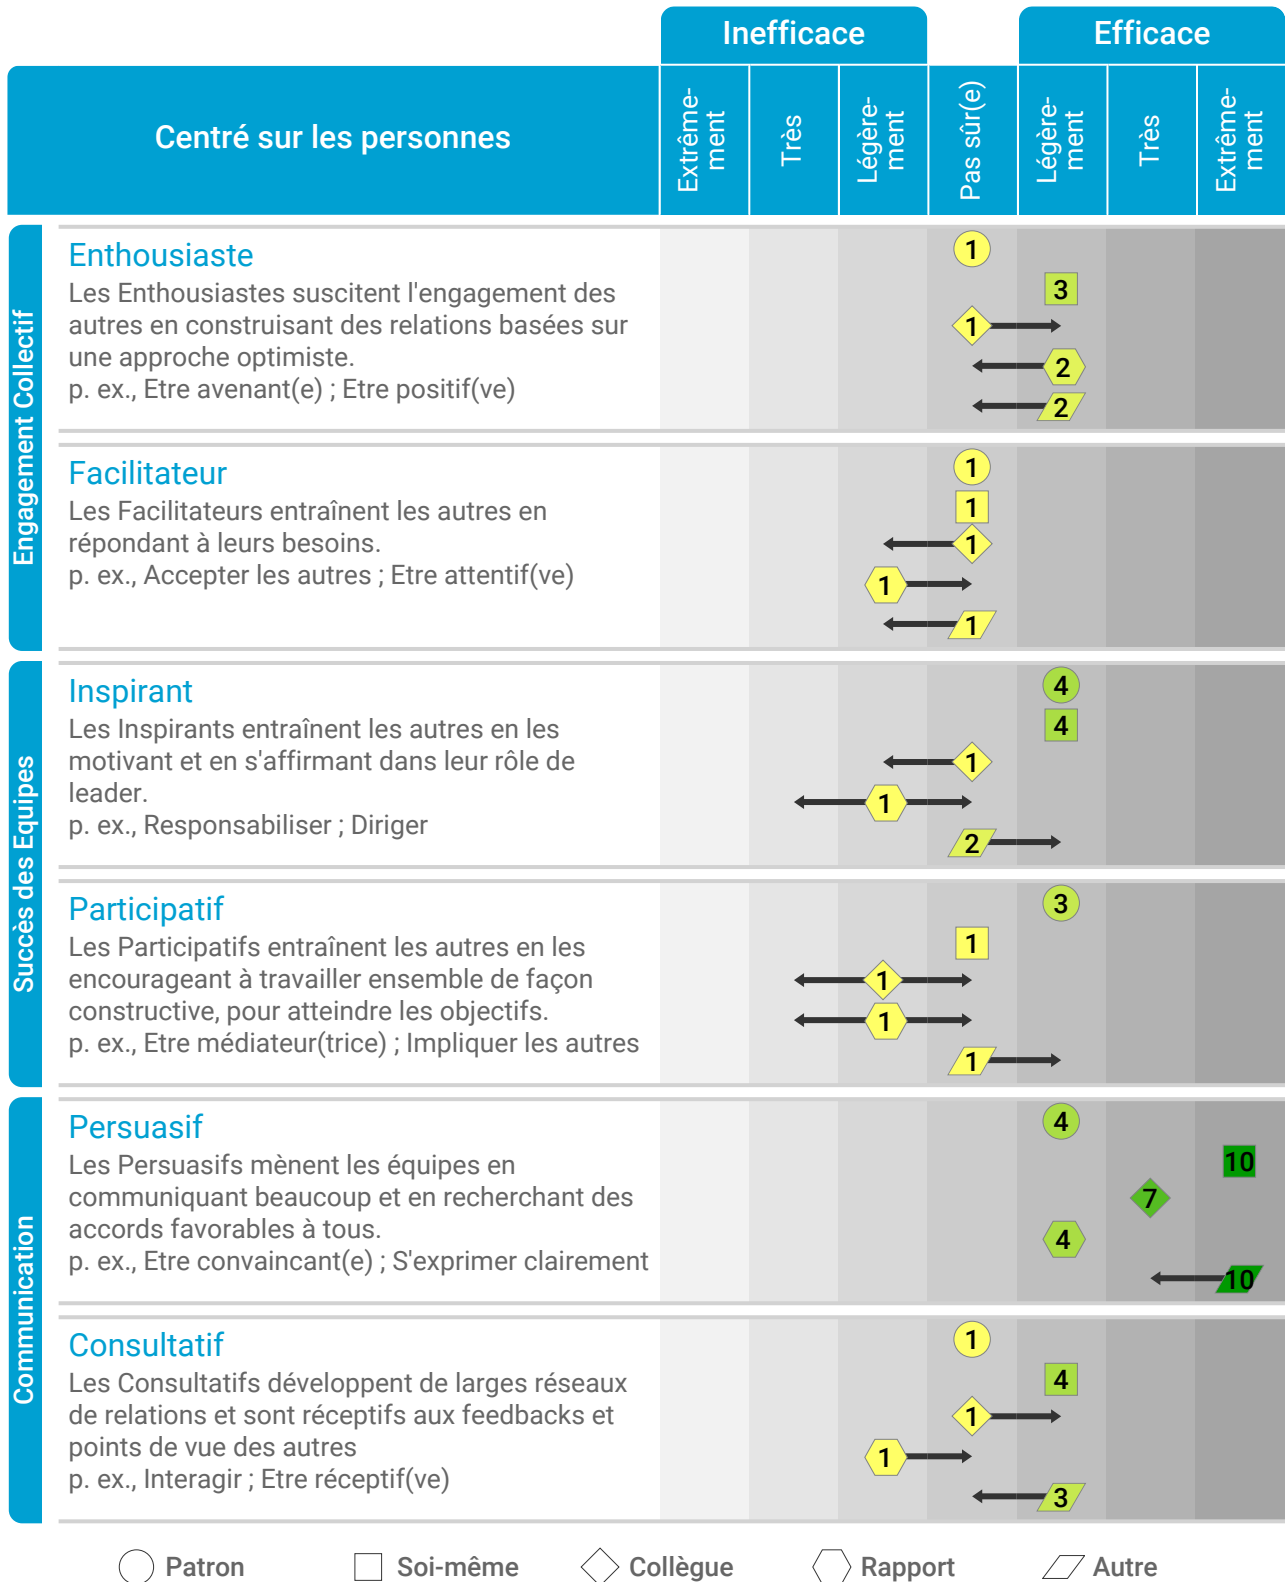 Inefficace
Efficace
Centré sur les personnes
Extrême-
ment
Très
Légère-
ment
Pas sûr(e)
Légère-
ment
Très
Extrême-
ment
Engagement Collectif
Enthousiaste
Les Enthousiastes suscitent l'engagement des
autres en construisant des relations basées sur
une approche optimiste.
p. ex., Etre avenant(e) ; Etre positif(ve)
1
3
1
2
2
Facilitateur
Les Facilitateurs entraînent les autres en
répondant à leurs besoins.
p. ex., Accepter les autres ; Etre attentif(ve)
1
1
1
1
1
Succès des Equipes
Inspirant
Les Inspirants entraînent les autres en les
motivant et en s'affirmant dans leur rôle de
leader.
p. ex., Responsabiliser ; Diriger
4
4
1
1
2
Participatif
Les Participatifs entraînent les autres en les
encourageant à travailler ensemble de façon
constructive, pour atteindre les objectifs.
p. ex., Etre médiateur(trice) ; Impliquer les autres
3
1
1
1
1
Communication
Persuasif
Les Persuasifs mènent les équipes en
communiquant beaucoup et en recherchant des
accords favorables à tous.
p. ex., Etre convaincant(e) ; S'exprimer clairement
4
10
7
4
10
Consultatif
Les Consultatifs développent de larges réseaux
de relations et sont réceptifs aux feedbacks et
points de vue des autres
p. ex., Interagir ; Etre réceptif(ve)
1
4
1
1
3
Patron
Soi-même
Collègue
Rapport
Autre